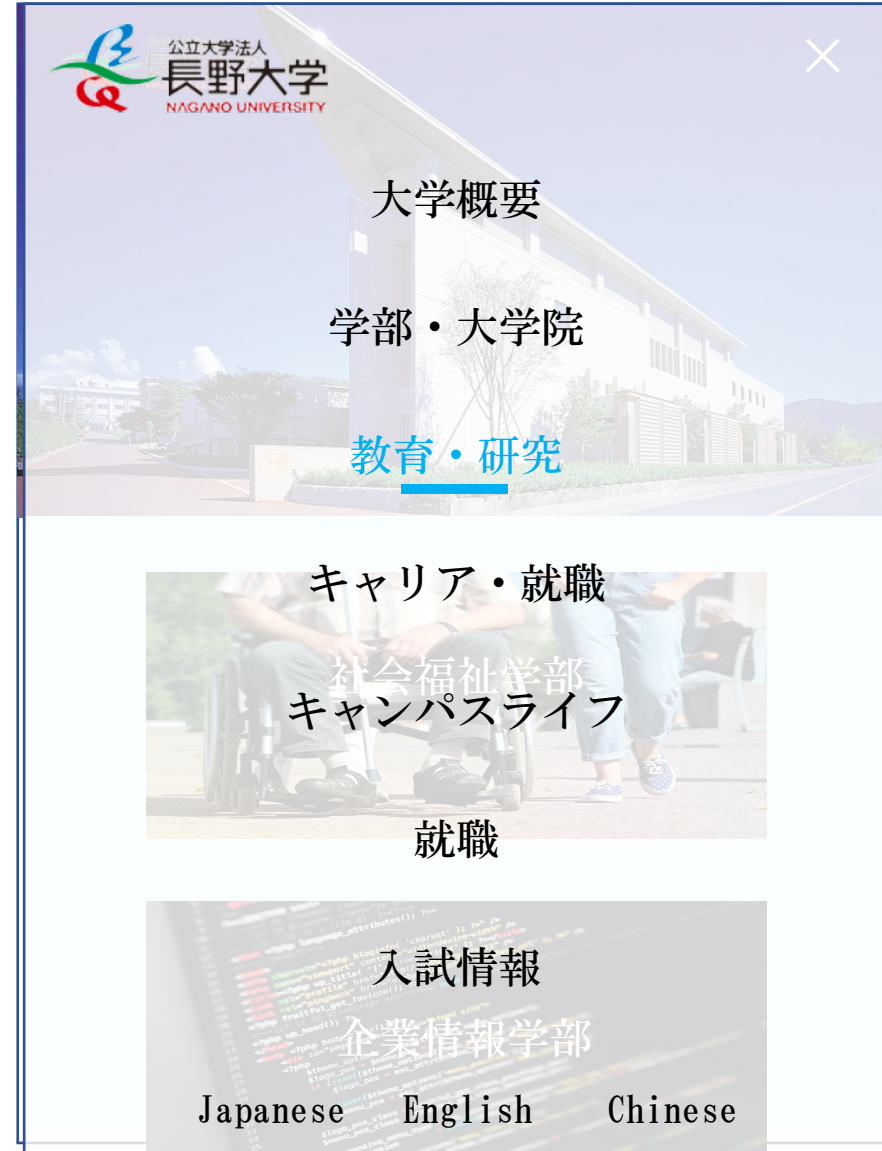 公立大学法人
長野大学
NAGANO UNIVERSITY
大学概要
学部・大学院
教育・研究
キャリア・就職
社会福祉学部
キャンパスライフ
就職
入試情報
企業情報学部
Japanese English Chinese